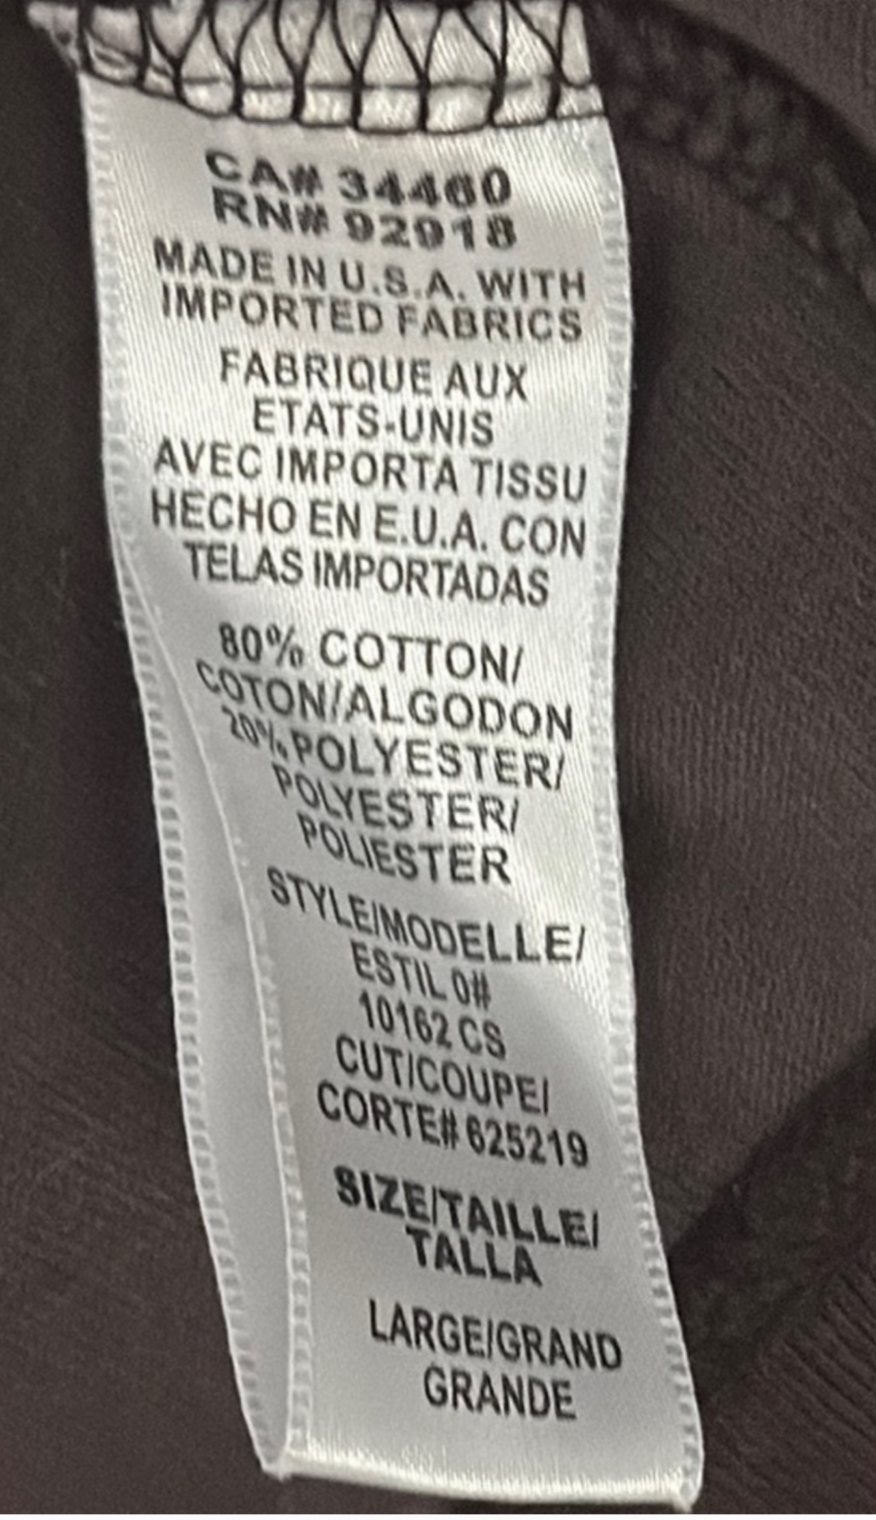 CA# 34460
RN# 92918
MADE IN U.S.A. WITH
IMPORTED FABRICS
FABRIQUE AUX
ETATS-UNIS
AVEC IMPORTA TISSU
HECHO EN E.U.A. CON
TELAS IMPORTADAS
80% COTTON/
COTON/ALGODON
20% POLYESTER/
POLYESTER/
POLIESTER
STYLE/MODELLE/
ESTIL 0#
10162 CS
CUT/COUPE/
CORTE# 625219
SIZE/TAILLE/
TALLA
LARGE/GRAND
GRANDE